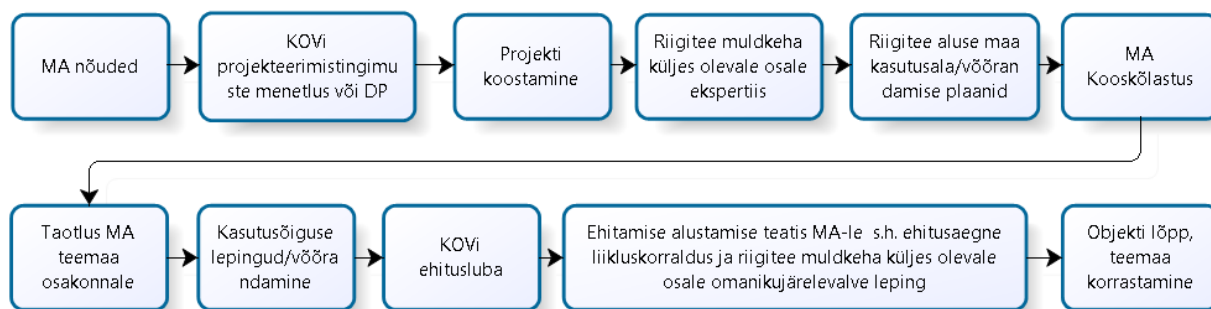 MA nõuded
KOVi
projekteerimistingimu
ste menetlus või DP
Projekti
koostamine
Riigitee muldkeha
küljes olevale osale
ekspertiis
Riigitee aluse maa
kasutusala/võõran
damise plaanid
MA
Kooskõlastus
Taotlus MA
teemaa
osakonnale
Kasutusõiguse
lepingud/võõra
ndamine
KOVi
ehitusluba
Ehitamise alustamise teatis MA-le s.h. ehitusaegne
liikluskorraldus ja riigitee muldkeha küljes olevale
osale omanikujärelevalve leping
Objekti lõpp,
teemaa
korrastamine